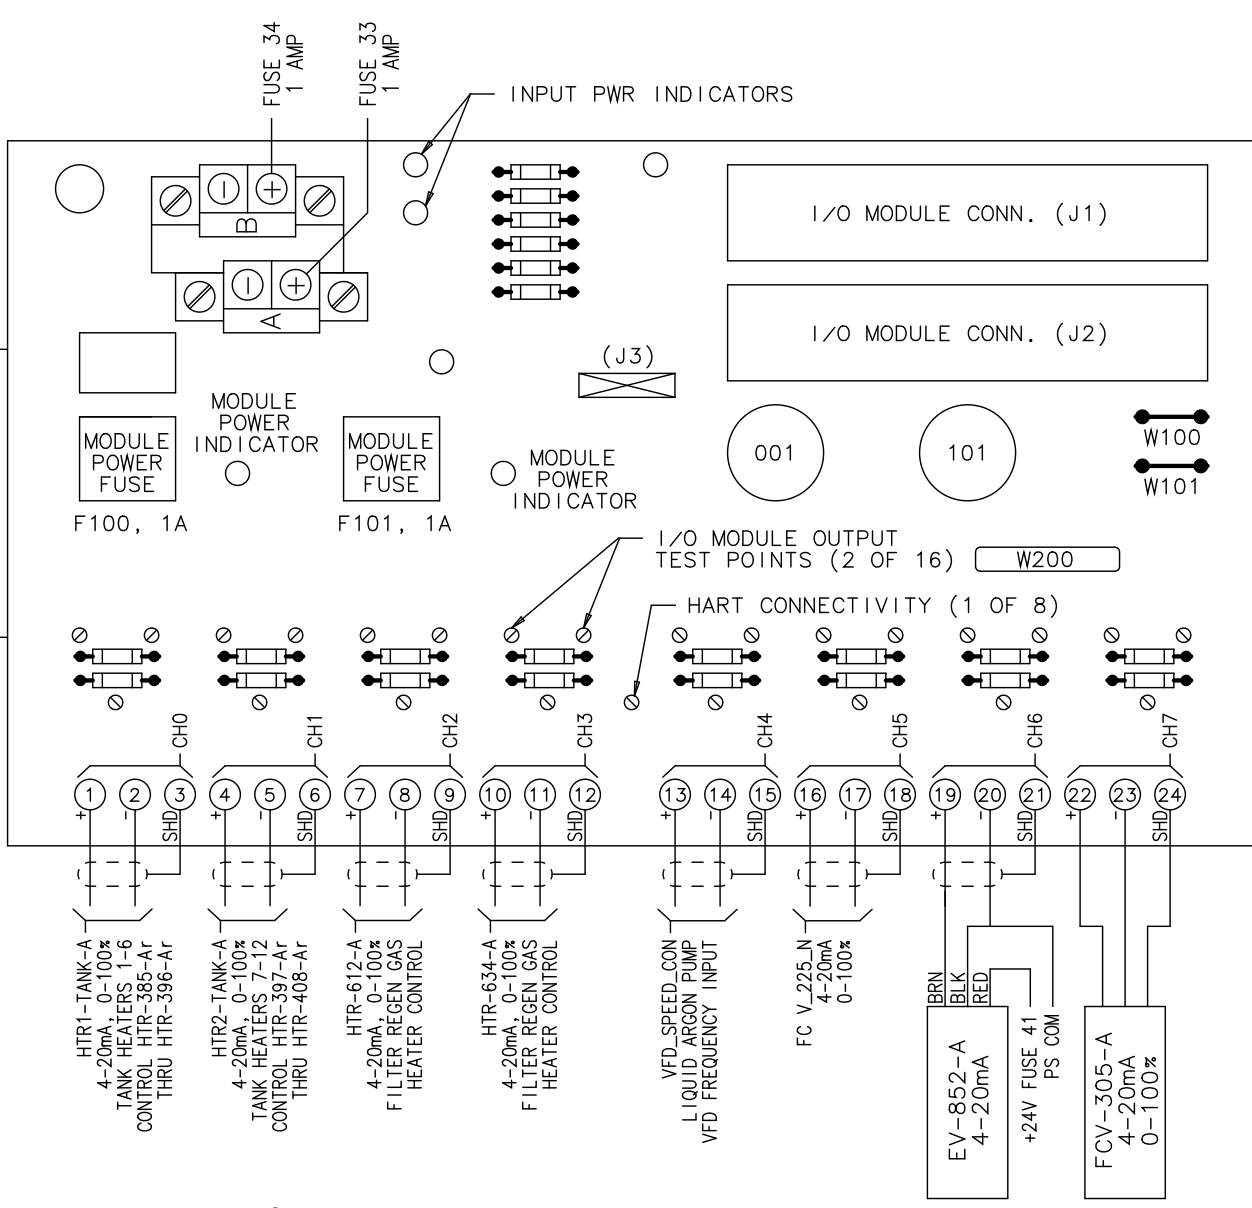 FUSE 34
1 AMP
FUSE 33
1 AMP
INPUT PWR INDICATORS
− +
B
− +
A
I/O MODULE CONN. (J1)
I/O MODULE CONN. (J2)
(J3)
MODULE
POWER
INDICATOR
MODULE
POWER
FUSE
F100, 1A
MODULE
POWER
FUSE
F101, 1A
MODULE
POWER
INDICATOR
001
101
W100
W101
I/O MODULE OUTPUT
TEST POINTS (2 OF 16)
W200
HART CONNECTIVITY (1 OF 8)
CH0
CH1
CH2
CH3
CH4
CH5
CH6
CH7
1 2 3 4 5 6 7 8 9 10 11 12 13 14 15 16 17 18 19 20 21 22 23 24
+ - SHD + - SHD + - SHD + - SHD + - SHD + - SHD + - SHD + - SHD
HTR1-TANK-A
4-20mA, 0-100%
TANK HEATERS 1-6
CONTROL HTR-385-Ar
THRU HTR-396-Ar
HTR2-TANK-A
4-20mA, 0-100%
TANK HEATERS 7-12
CONTROL HTR-397-Ar
THRU HTR-408-Ar
HTR-612-A
4-20mA, 0-100%
FILTER REGEN GAS
HEATER CONTROL
HTR-634-A
4-20mA, 0-100%
FILTER REGEN GAS
HEATER CONTROL
VFD_SPEED_CON
LIQUID ARGON PUMP
VFD FREQUENCY INPUT
FC V_225_N
4-20mA
0-100%
BRN
BLK
RED
EV-852-A
4-20mA
+24V FUSE 41
PS COM
FCV-305-A
4-20mA
0-100%